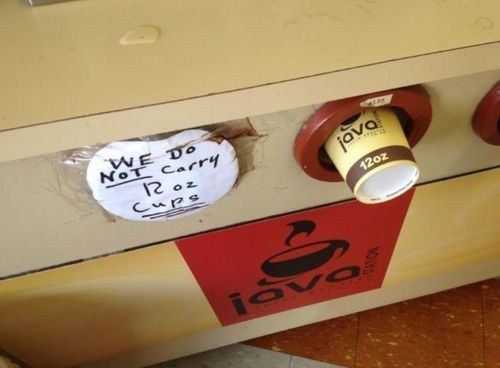 WE Do
NOT Carry
12 oz
Cups
java
12oz
java
STATION